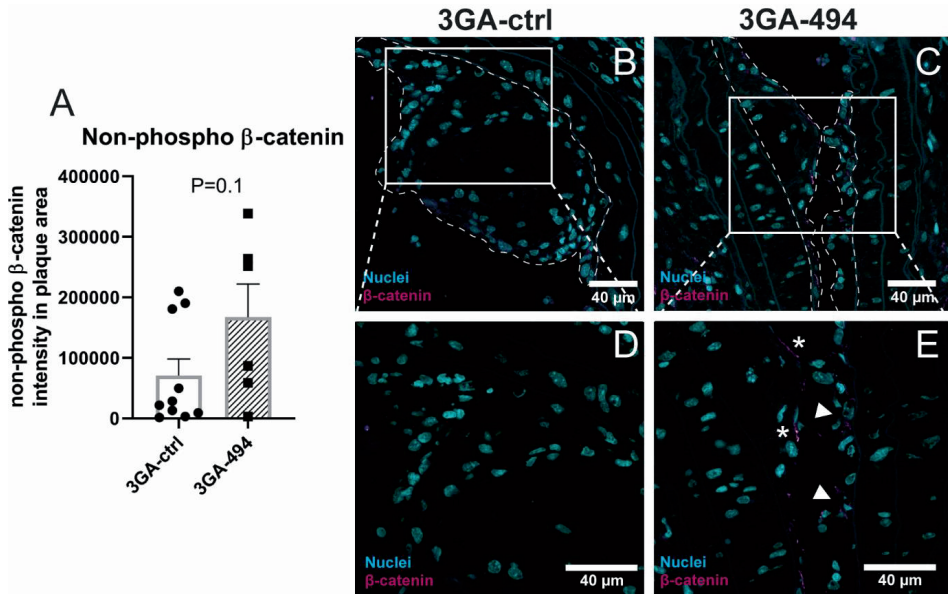 3GA-ctrl
3GA-494
A
Non-phospho β-catenin
P=0.1
non-phospho β-catenin
intensity in plaque area
400000
300000
200000
100000
0
3GA-ctrl
3GA-494
B
Nuclei
β-catenin
40 µm
C
Nuclei
β-catenin
40 µm
D
Nuclei
β-catenin
40 µm
E
*
*
Nuclei
β-catenin
40 µm